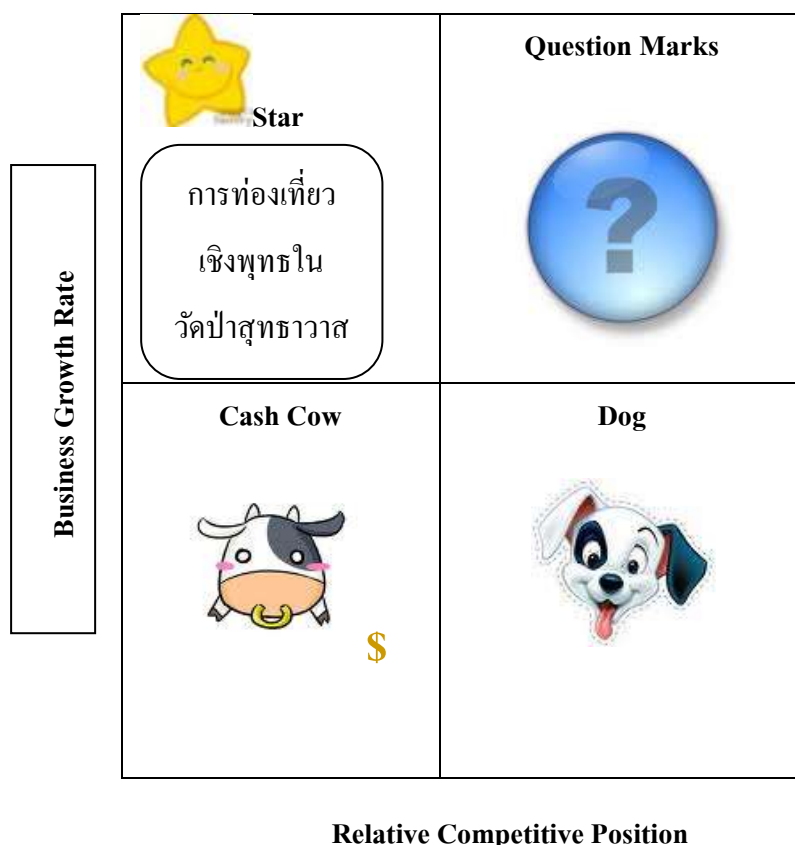 Question Marks
Star
การท่องเที่ยว
เชิงพุทธใน
วัดป่าสุทธาวาส
?
Business Growth Rate
Cash Cow
Dog
$
Relative Competitive Position